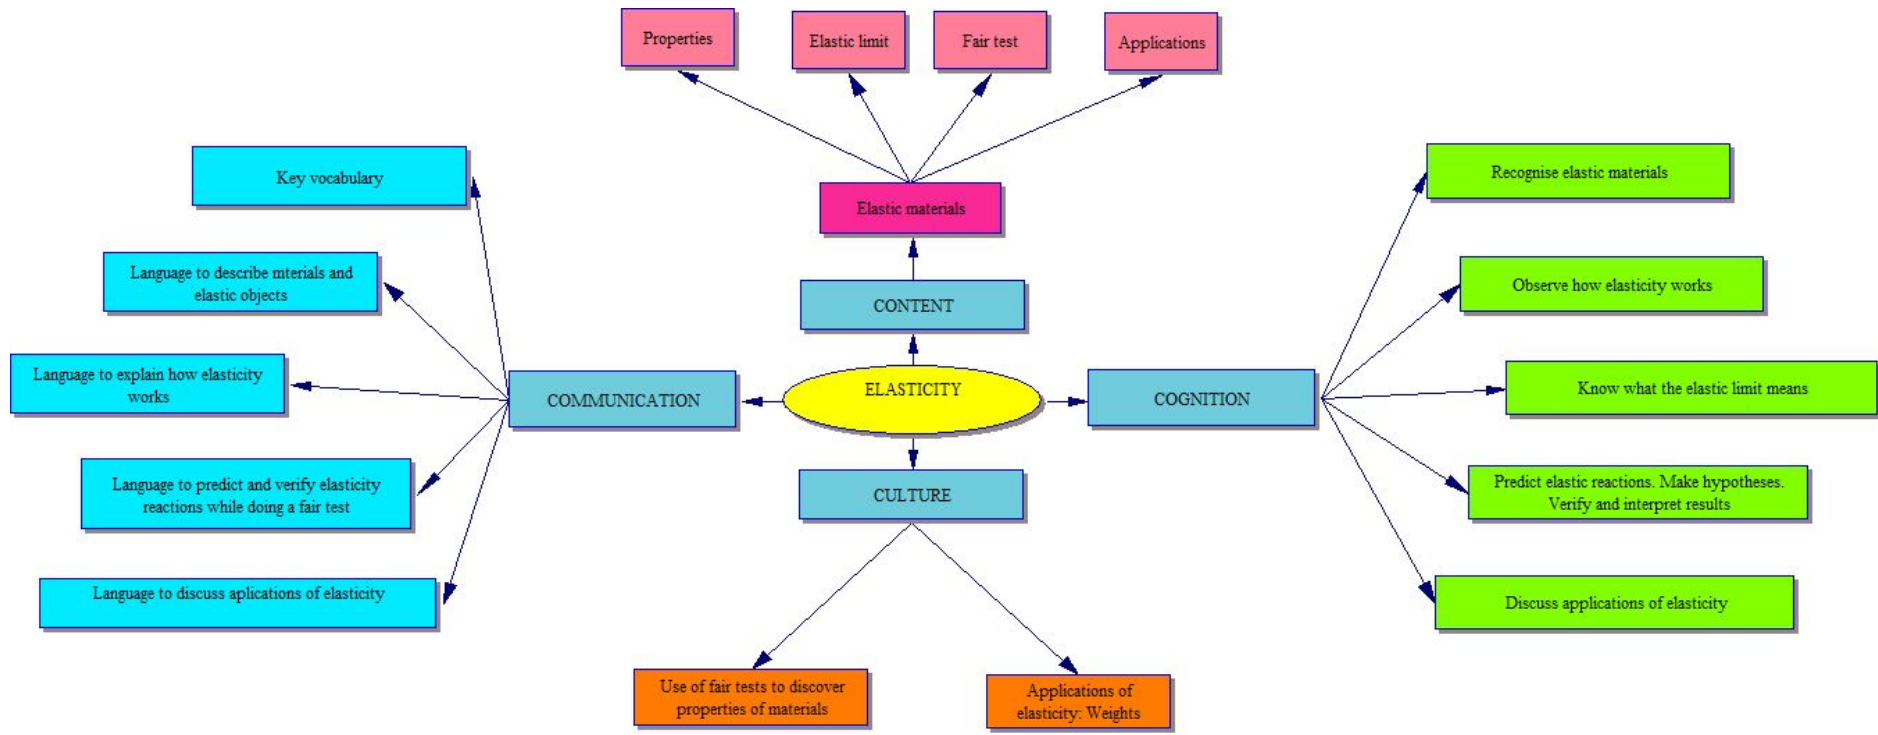 Properties
Elastic limit
Fair test
Applications
Key vocabulary
Recognise elastic materials
Elastic materials
Language to describe mterials and
elastic objects
Observe how elasticity works
CONTENT
Language to explain how elasticity
works
COMMUNICATION
ELASTICITY
COGNITION
Know what the elastic limit means
Language to predict and verify elasticity
reactions while doing a fair test
CULTURE
Predict elastic reactions. Make hypotheses.
Verify and interpret results
Language to discuss aplications of elasticity
Discuss applications of elasticity
Use of fair tests to discover
properties of materials
Applications of
elasticity: Weights